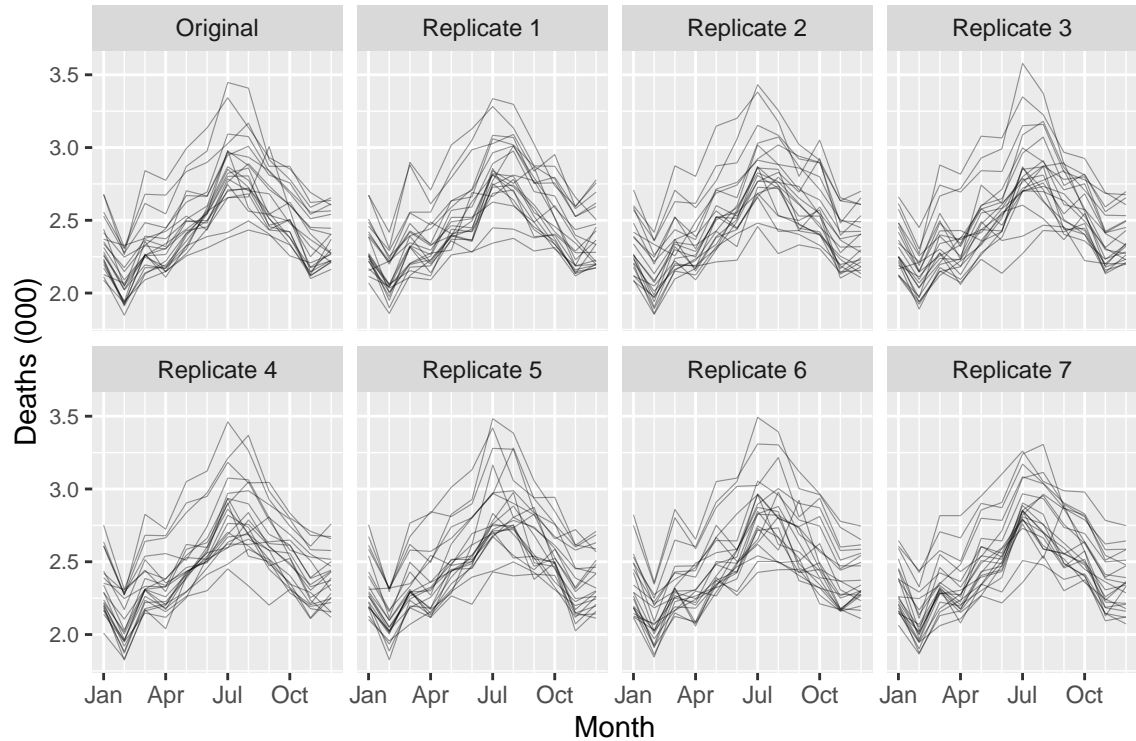 Original Replicate 1 Replicate 2 Replicate 3
3.5
3.0
2.5
2.0
Replicate 4 Replicate 5 Replicate 6 Replicate 7
3.5
3.0
2.5
2.0
Deaths (000)
Jan Apr Jul Oct Jan Apr Jul Oct Jan Apr Jul Oct Jan Apr Jul Oct
Month